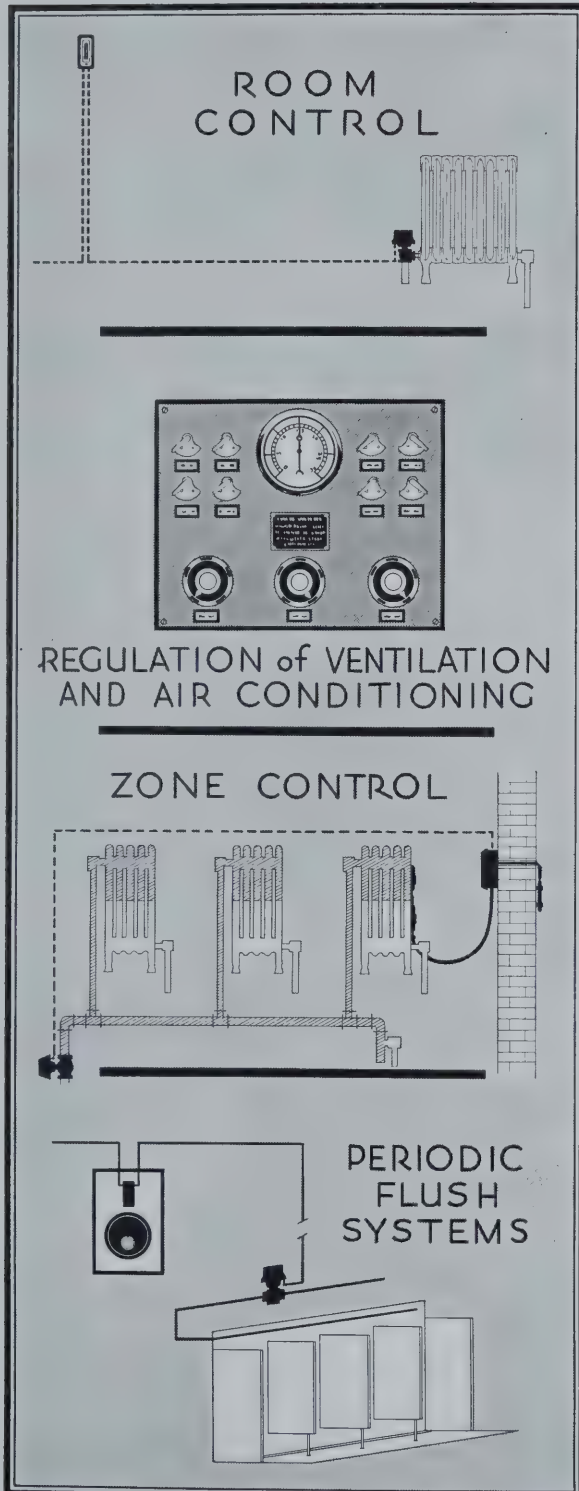 ROOM
CONTROL
REGULATION of VENTILATION
AND AIR CONDITIONING
ZONE CONTROL
PERIODIC
FLUSH
SYSTEMS